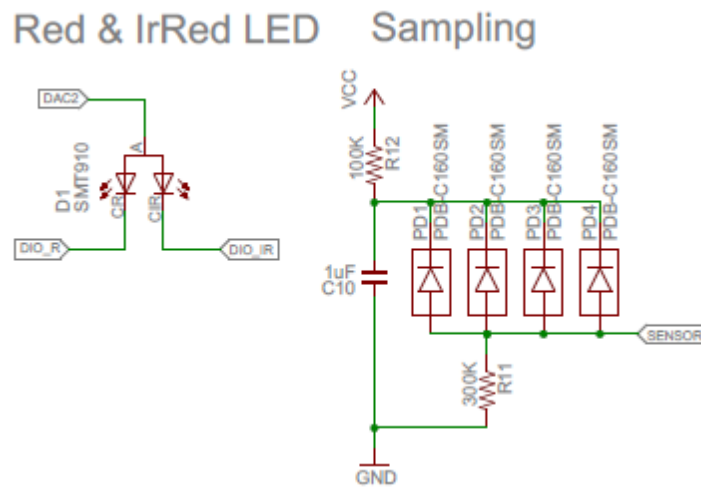 Red & IrRed LED
Sampling
DAC2
A
D1
SMT910
CR
CIR
DIO_R
DIO_IR
VCC
100K
R12
PD1
PDB-C160SM
PD2
PDB-C160SM
PD3
PDB-C160SM
PD4
PDB-C160SM
1uF
C10
SENSOR
300K
R11
GND